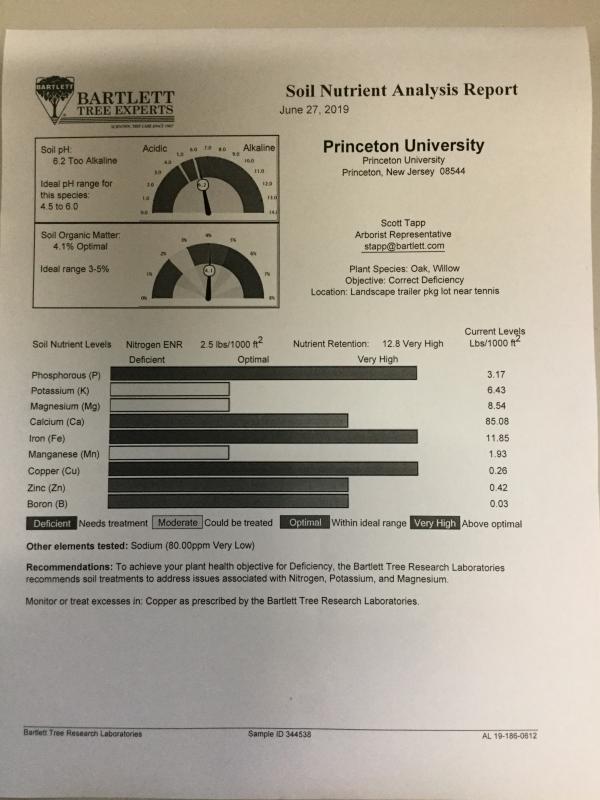 BARTLETT
BARTLETT
TREE EXPERTS
SCIENTIFIC TREE CARE SINCE 1907
Soil Nutrient Analysis Report
June 27, 2019
Soil pH:
6.2 Too Alkaline
Ideal pH range for
this species:
4.5 to 6.0
Acidic
Alkaline
0.0
1.0
2.0
3.0
4.0
5.0
6.0
7.0
8.0
9.0
10.0
11.0
12.0
13.0
6.2
Soil Organic Matter:
4.1% Optimal
Ideal range 3-5%
0%
1%
2%
3%
4%
5%
6%
7%
8%
4.1
Princeton University
Princeton University
Princeton, New Jersey 08544
Scott Tapp
Arborist Representative
stapp@bartlett.com
Plant Species: Oak, Willow
Objective: Correct Deficiency
Location: Landscape trailer pkg lot near tennis
Soil Nutrient Levels Nitrogen ENR 2.5 lbs/1000 ft2 Nutrient Retention: 12.8 Very High
Current Levels
Lbs/1000 ft2
Deficient Optimal Very High
Phosphorous (P) 3.17
Potassium (K) 6.43
Magnesium (Mg) 8.54
Calcium (Ca) 85.08
Iron (Fe) 11.85
Manganese (Mn) 1.93
Copper (Cu) 0.26
Zinc (Zn) 0.42
Boron (B) 0.03
Deficient Needs treatment Moderate Could be treated Optimal Within ideal range Very High Above optimal
Other elements tested: Sodium (80.00ppm Very Low)
Recommendations: To achieve your plant health objective for Deficiency, the Bartlett Tree Research Laboratories
recommends soil treatments to address issues associated with Nitrogen, Potassium, and Magnesium.
Monitor or treat excesses in: Copper as prescribed by the Bartlett Tree Research Laboratories.
Bartlett Tree Research Laboratories Sample ID 344538 AL 19-186-0612